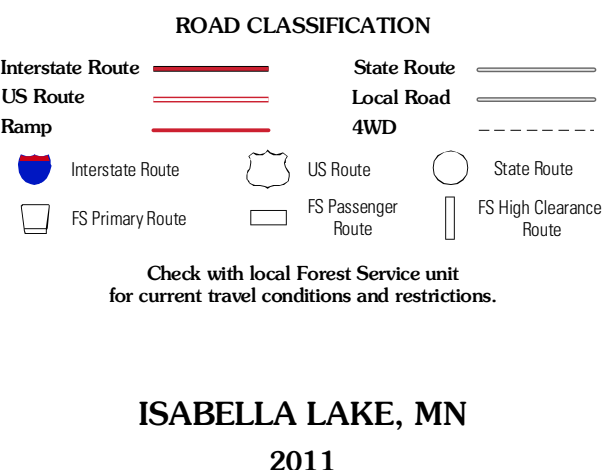 ROAD CLASSIFICATION
Interstate Route State Route
US Route Local Road
Ramp 4WD
Interstate Route US Route State Route
FS Primary Route FS Passenger Route FS High Clearance Route
Check with local Forest Service unit
for current travel conditions and restrictions.
ISABELLA LAKE, MN
2011